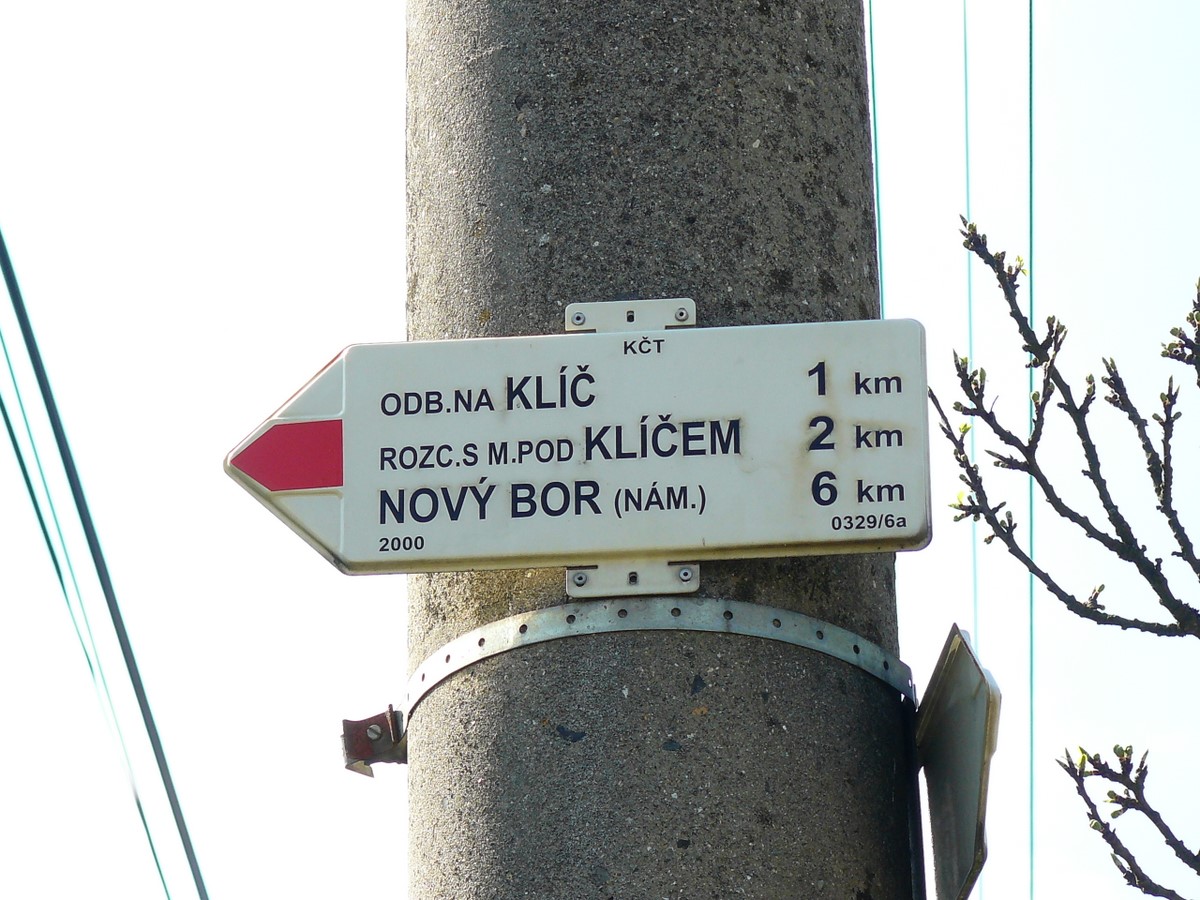 KČT
ODB.NA KLÍČ 1 km
ROZC.S M.POD KLÍČEM 2 km
NOVÝ BOR (NÁM.) 6 km
2000 0329/6a